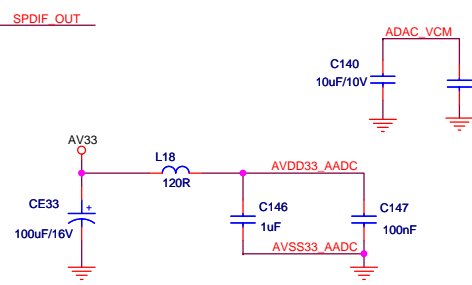 SPDIF_OUT
ADAC_VCM
C140
10uF/10V
AV33
L18
120R
AVDD33_AADC
CE33
+
100uF/16V
C146
1uF
C147
100nF
AVSS33_AADC